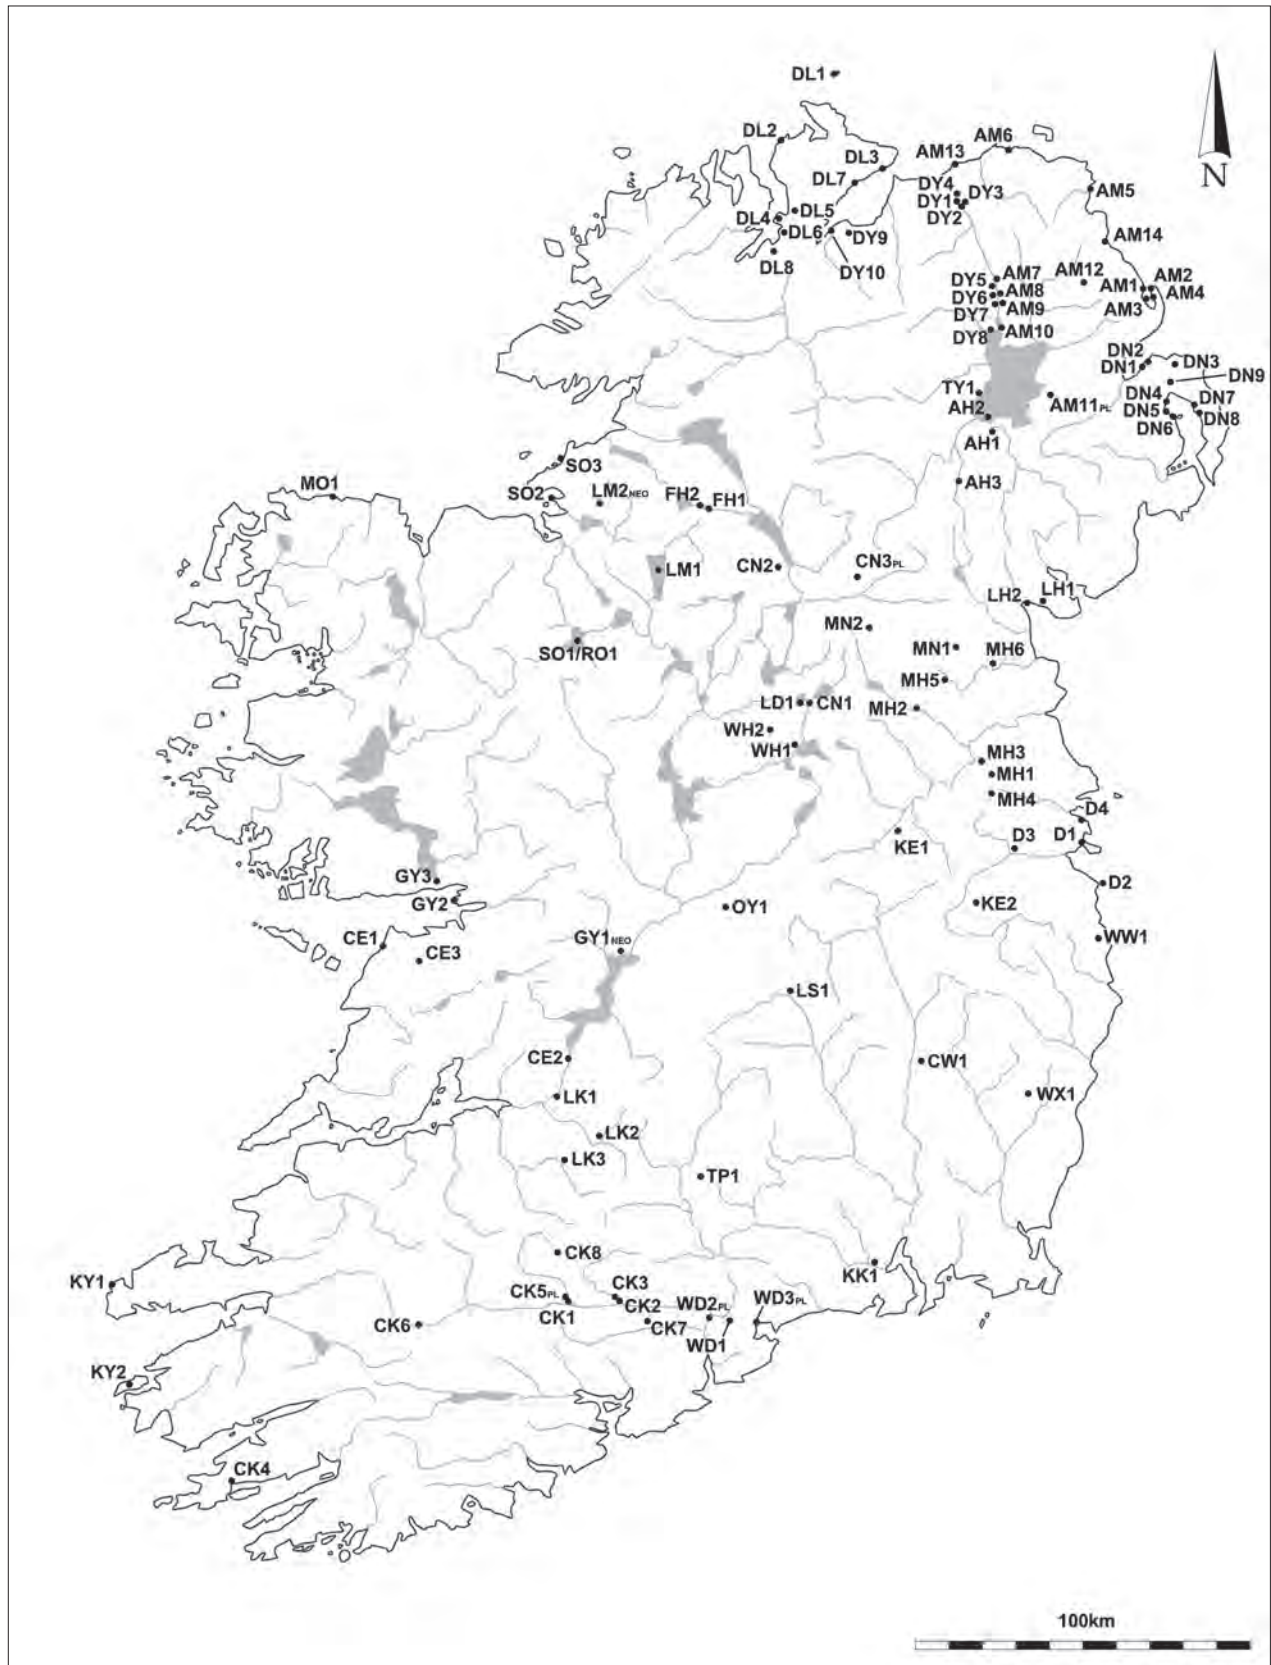 DL1
N
DL2
AM6
AM13
DL3
DL7
DY4
DY3
AM5
DY1
DY2
DL5
DL4
DL6
DY9
AM14
DL8
DY10
AM7
AM12
DY5
AM1
AM2
AM8
DY6
AM4
AM3
AM9
DY7
DY8
AM10
DN2
DN1
DN3
DN9
TY1
DN4
DN7
AM11PL
AH2
DN5
DN8
DN6
AH1
SO3
MO1
AH3
SO2
LM2NEO
FH2
FH1
CN3PL
LM1
CN2
LH2
LH1
MN2
SO1/RO1
MN1
MH6
MH5
LD1
CN1
MH2
WH2
WH1
MH3
MH1
MH4
D4
KE1
D3
D1
GY3
D2
GY2
OY1
KE2
CE1
GY1NEO
WW1
CE3
LS1
CE2
CW1
LK1
WX1
LK2
LK3
TP1
CK8
KK1
KY1
CK5PL
CK3
CK2
WD2PL
WD3PL
CK1
CK6
CK7
WD1
KY2
CK4
100km